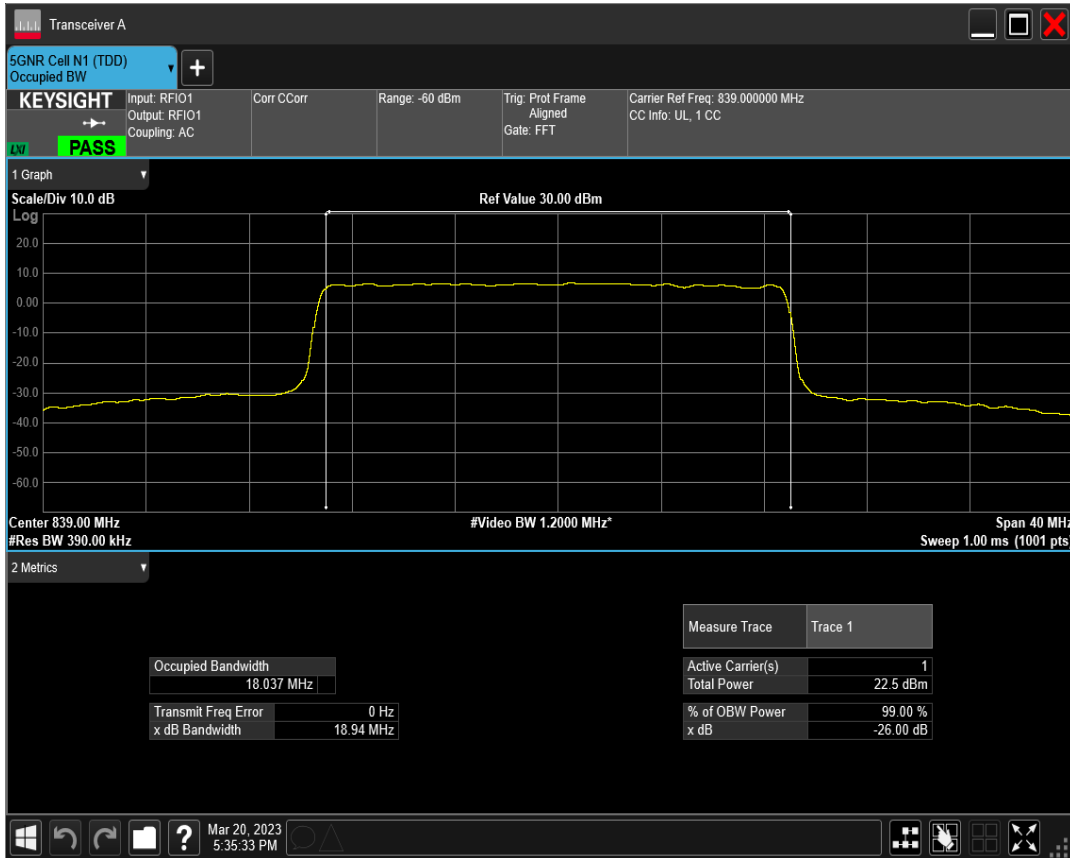 Transceiver A
5GNR Cell N1 (TDD)
Occupied BW
+
KEYSIGHT
LXI
PASS
Input: RFIO1
Output: RFIO1
Coupling: AC
Corr CCorr
Range: -60 dBm
Trig: Prot Frame
Aligned
Gate: FFT
Carrier Ref Freq: 839.000000 MHz
CC Info: UL, 1 CC
1 Graph
Scale/Div 10.0 dB
Ref Value 30.00 dBm
Log
20.0
10.0
0.00
-10.0
-20.0
-30.0
-40.0
-50.0
-60.0
Center 839.00 MHz
#Video BW 1.2000 MHz*
Span 40 MHz
#Res BW 390.00 kHz
Sweep 1.00 ms (1001 pts)
2 Metrics
Measure Trace Trace 1
Occupied Bandwidth
18.037 MHz
Transmit Freq Error 0 Hz
x dB Bandwidth 18.94 MHz
Active Carrier(s) 1
Total Power 22.5 dBm
% of OBW Power 99.00 %
x dB -26.00 dB
?
Mar 20, 2023
5:35:33 PM